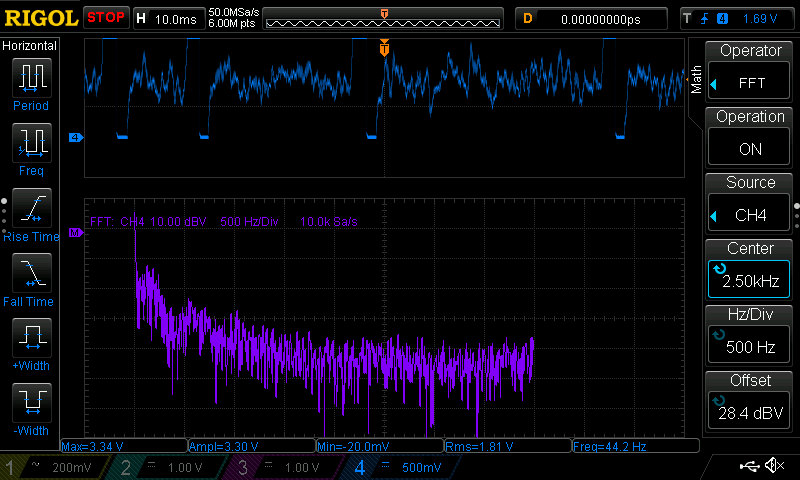 RIGOL STOP H 10.0ms 50.0MSa/s 6.00M pts T D 0.00000000ps T 4 1.69 V
Horizontal
Period
Freq
Rise Time
Fall Time
+Width
-Width
T
4
FFT: CH4 10.00 dBV 500 Hz/Div 10.0k Sa/s
M
Max=3.34 V Ampl=3.30 V Min=-20.0mV Rms=1.81 V Freq=44.2 Hz
1 200mV 2 1.00 V 3 1.00 V 4 500mV
Math
Operator
FFT
Operation
ON
Source
CH4
Center
2.50kHz
Hz/Div
500 Hz
Offset
28.4 dBV